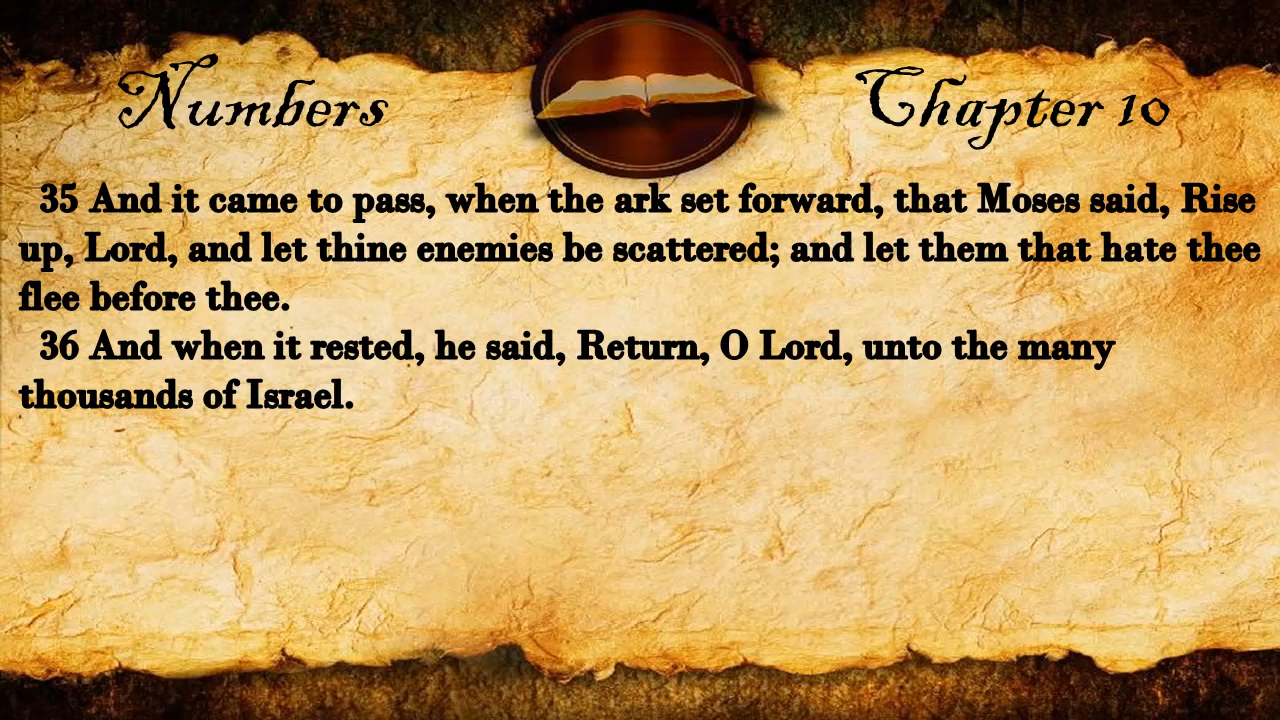 Numbers Chapter 10
35 And it came to pass, when the ark set forward, that Moses said, Rise
up, Lord, and let thine enemies be scattered; and let them that hate thee
flee before thee.
36 And when it rested, he said, Return, O Lord, unto the many
thousands of Israel.